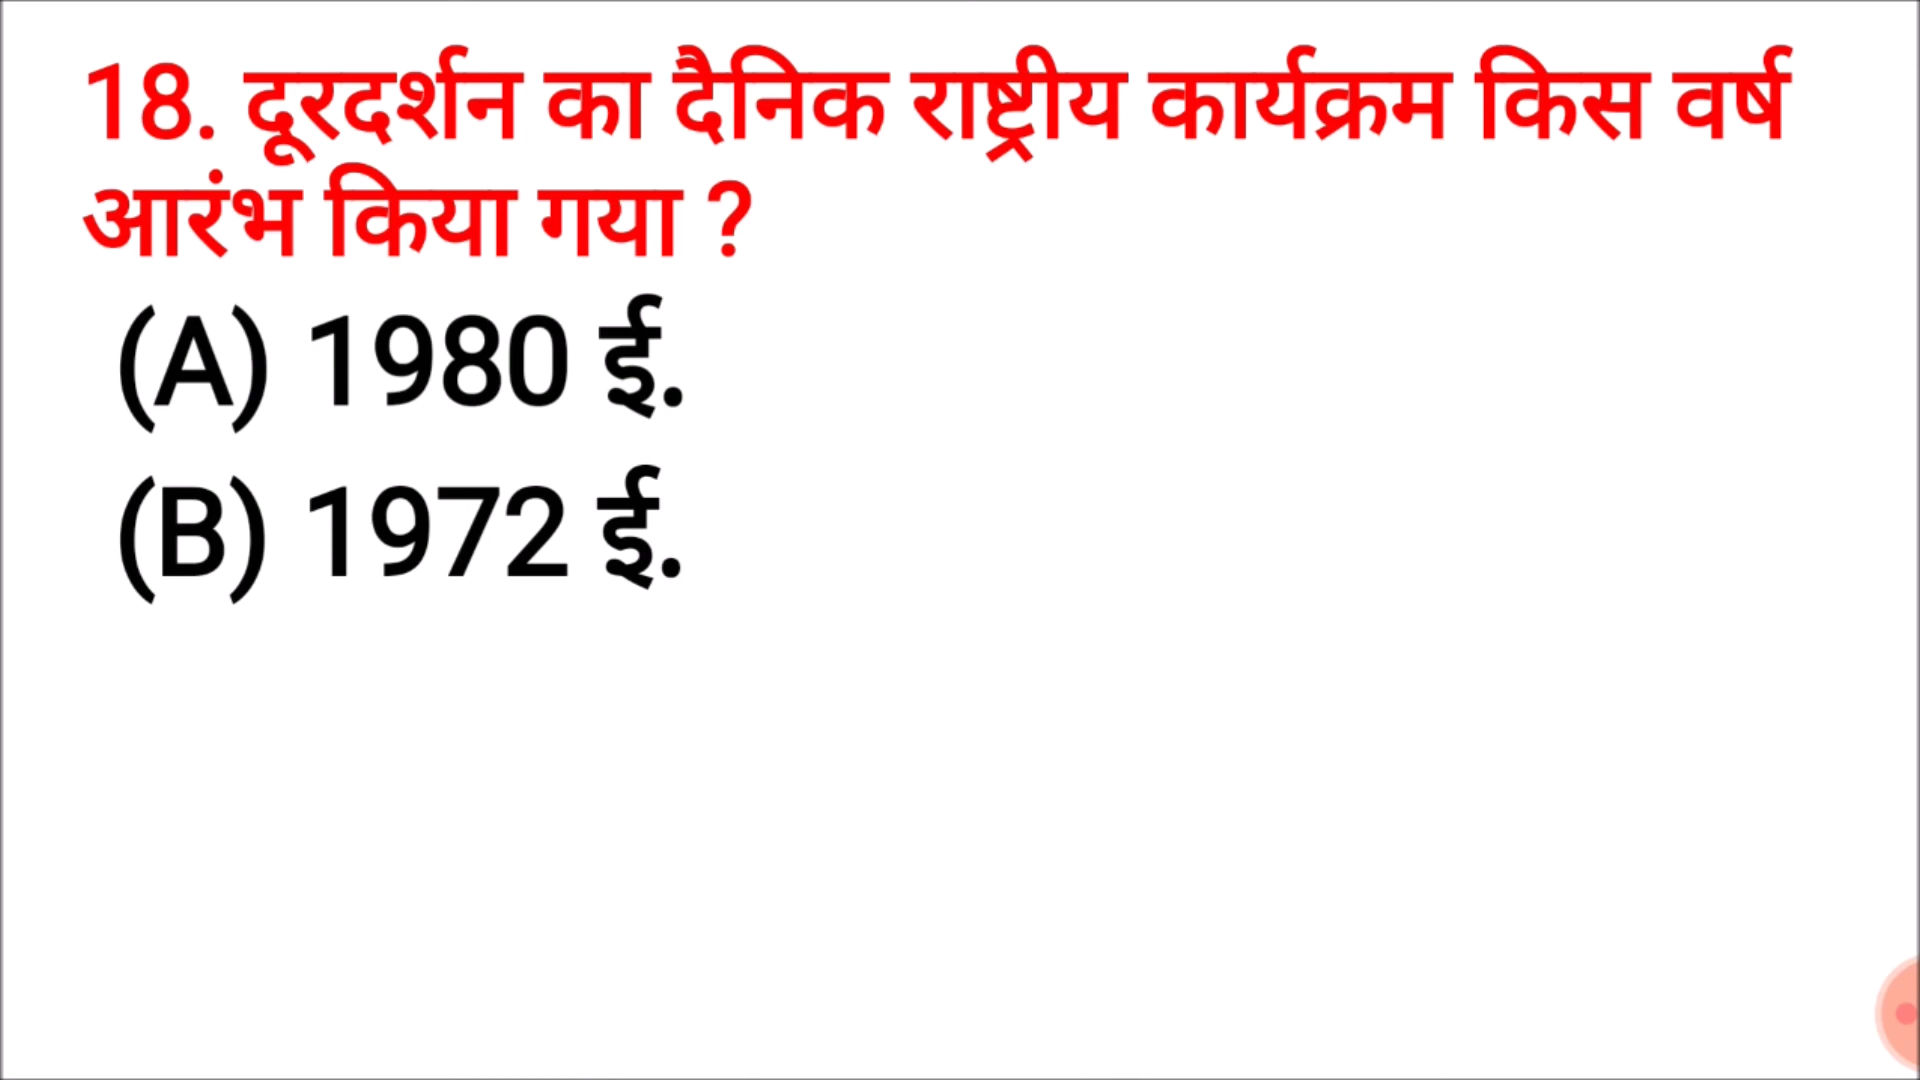 18. दूरदर्शन का दैनिक राष्ट्रीय कार्यक्रम किस वर्ष
आरंभ किया गया ?
(A) 1980 ई.
(B) 1972 ई.